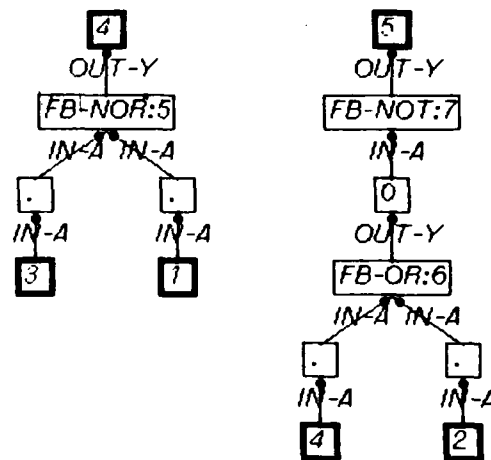 4 5
OUT-Y OUT-Y
FB-NOR:5 FB-NOT:7
IN-A IN-A IN-A
. . 0
IN-A IN-A OUT-Y
3 1 FB-OR:6
IN-A IN-A
. .
IN-A IN-A
4 2